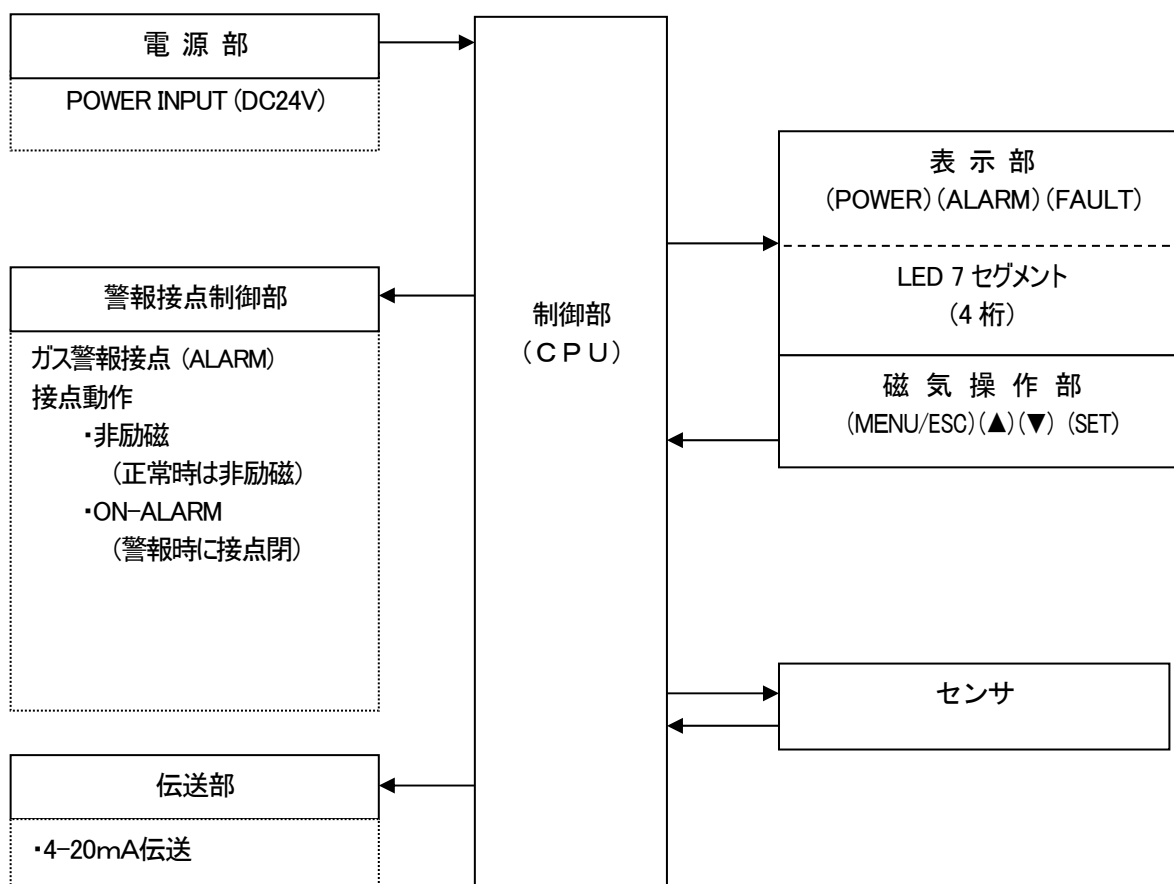 電 源 部
POWER INPUT (DC24V)
警報接点制御部
ガス警報接点 (ALARM)
接点動作
・非励磁
(正常時は非励磁)
・ON-ALARM
(警報時に接点閉)
伝送部
・4-20mA伝送
制御部
(CPU)
表 示 部
(POWER)(ALARM)(FAULT)
LED 7 セグメント
(4 桁)
磁 気 操 作 部
(MENU/ESC)(▲)(▼) (SET)
センサ